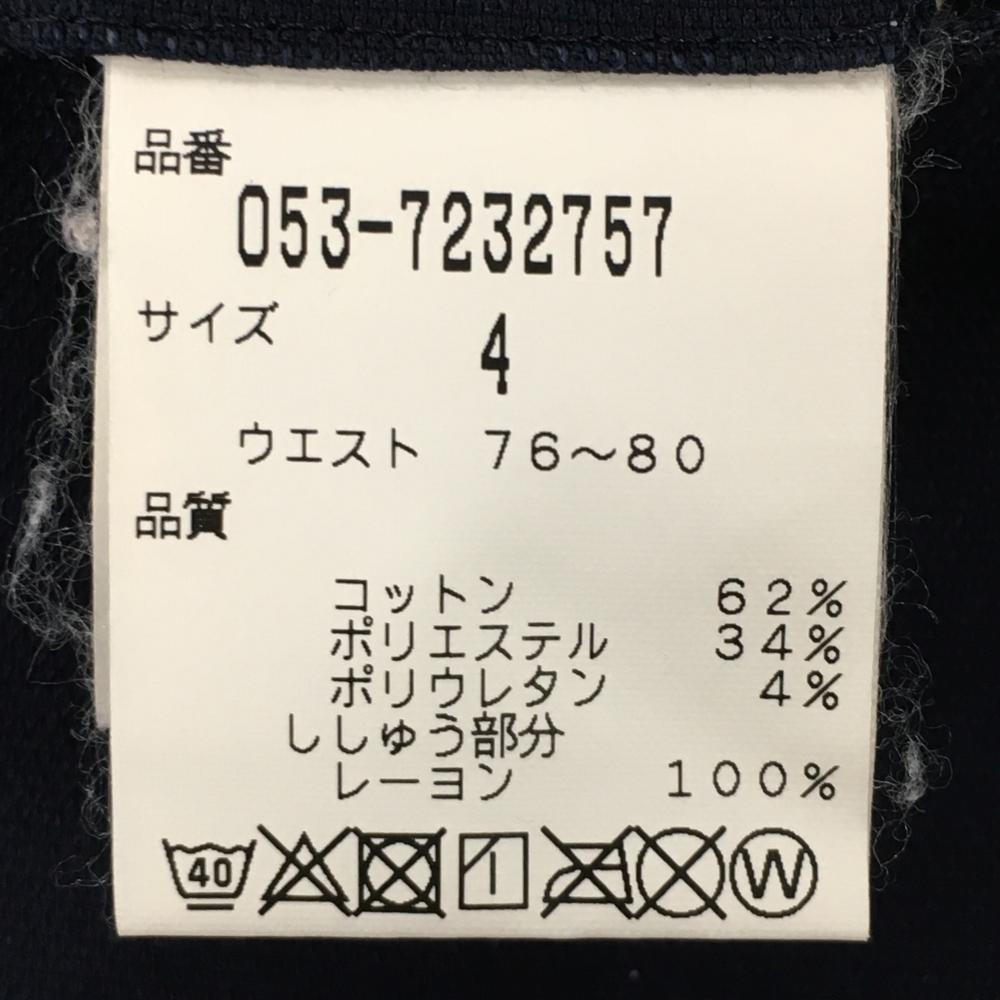 品番
053-7232757
サイズ 4
ウエスト 76〜80
品質
コットン 62%
ポリエステル 34%
ポリウレタン 4%
ししゅう部分
レーヨン 100%
40 W